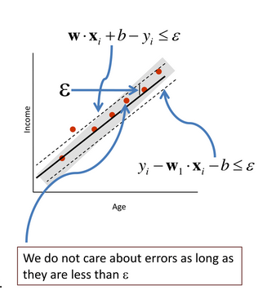 w·xᵢ+b−yᵢ≤ε
ε
Income
yᵢ−w₁·xᵢ−b≤ε
Age
We do not care about errors as long as
they are less than ε